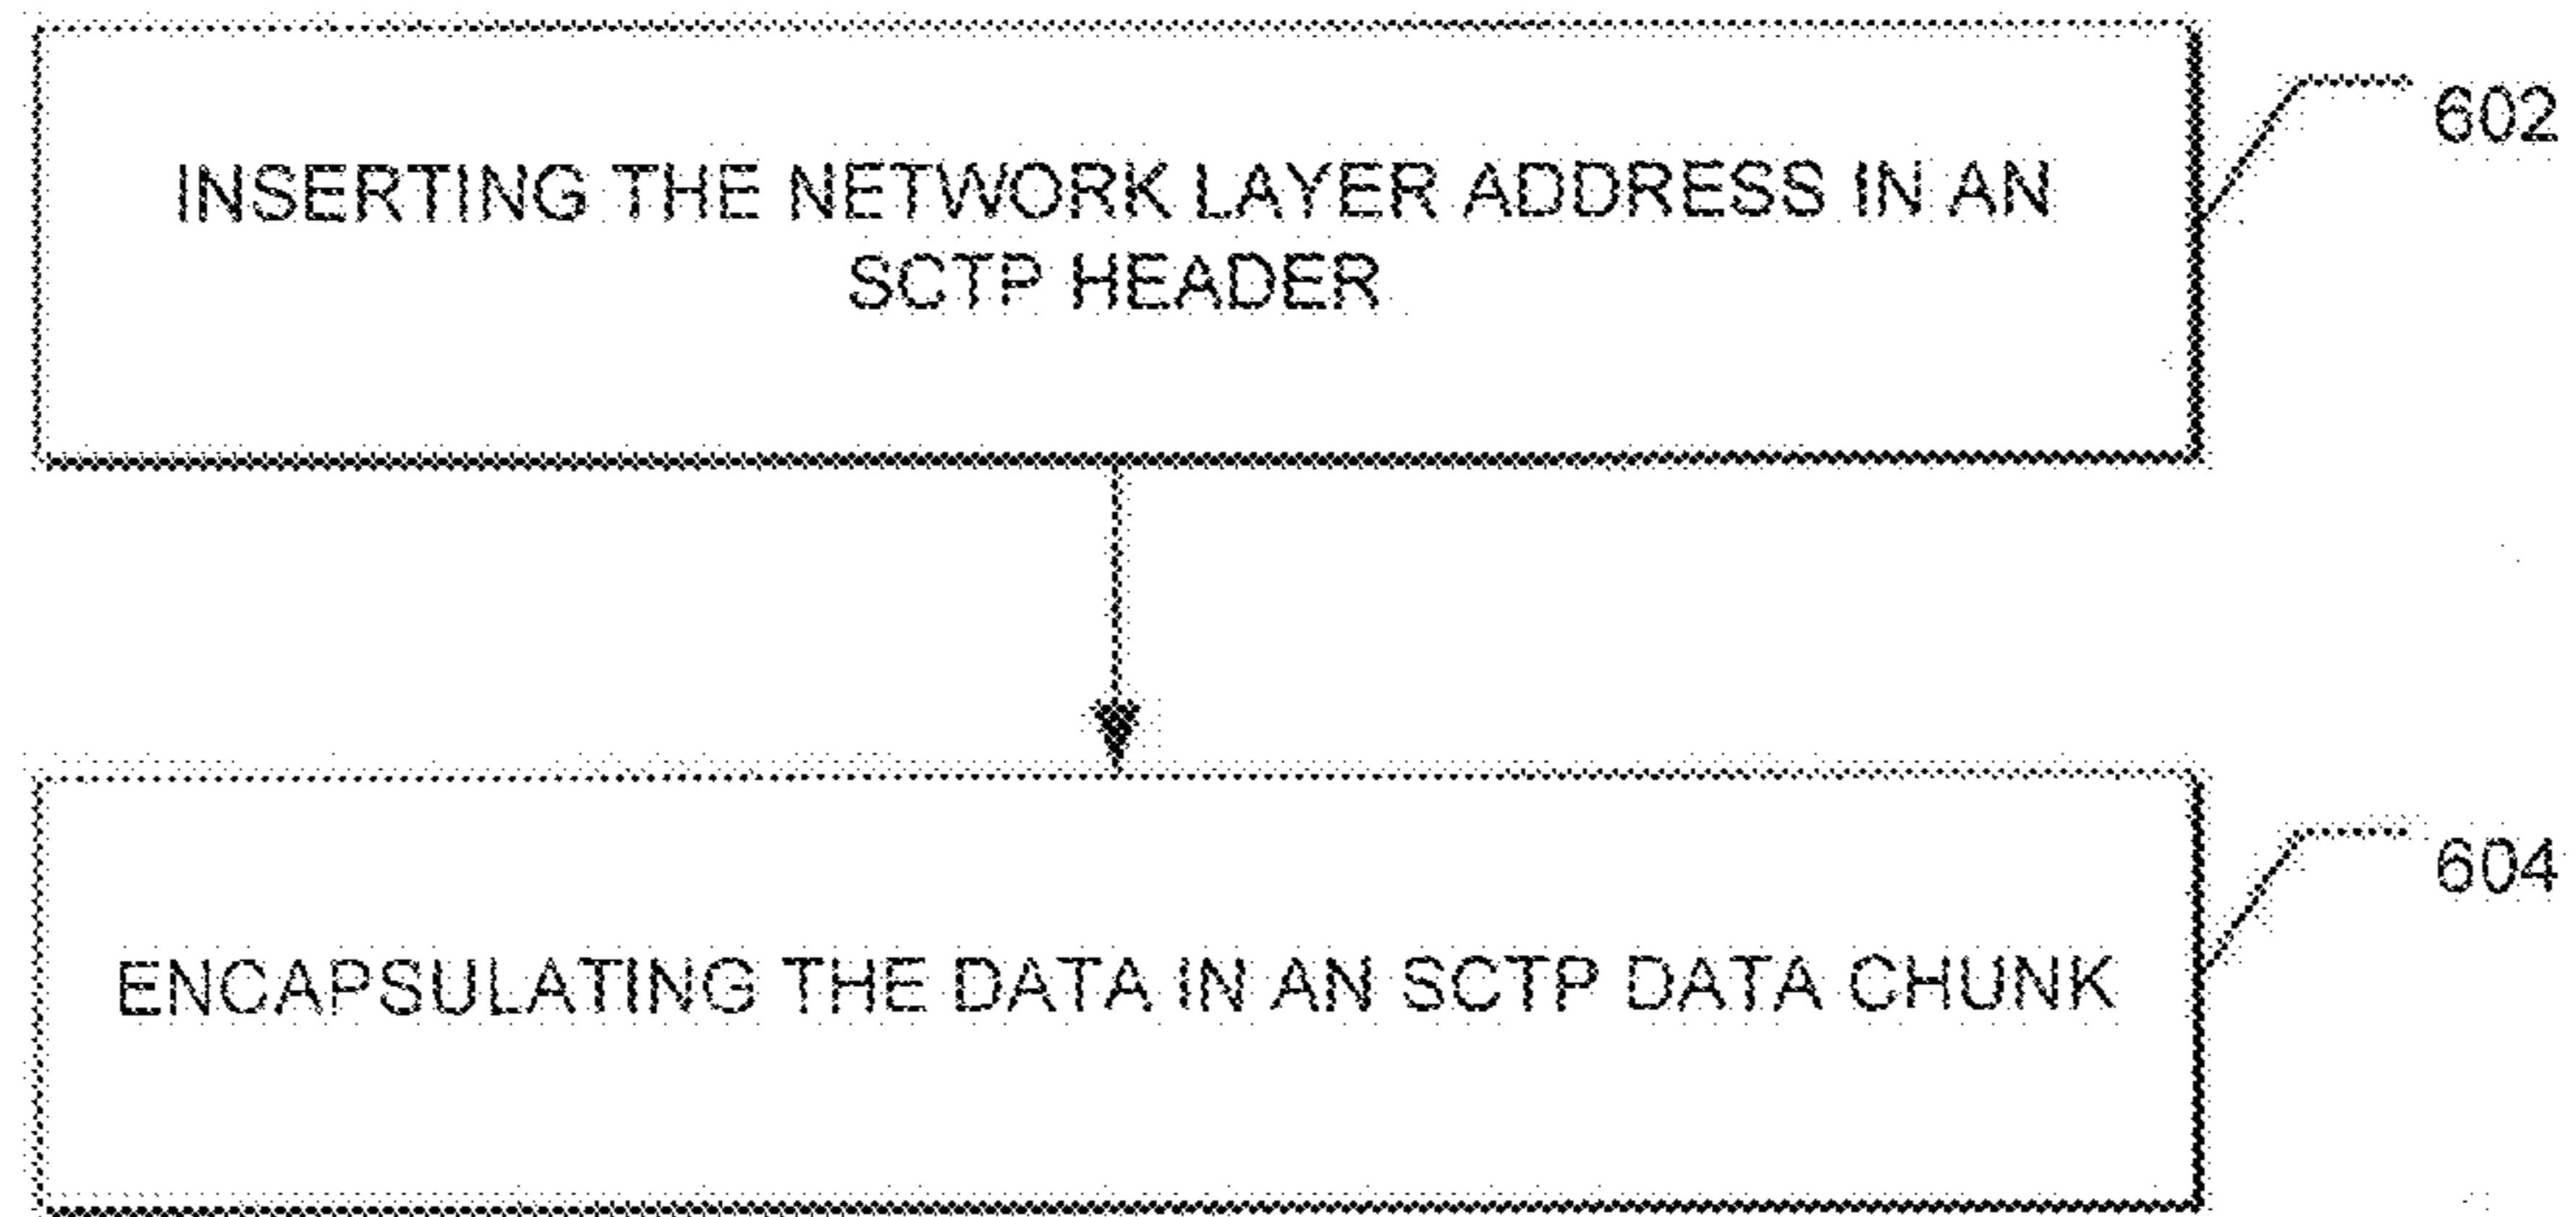 INSERTING THE NETWORK LAYER ADDRESS IN AN
SCTP HEADER
602
ENCAPSULATING THE DATA IN AN SCTP DATA CHUNK
604